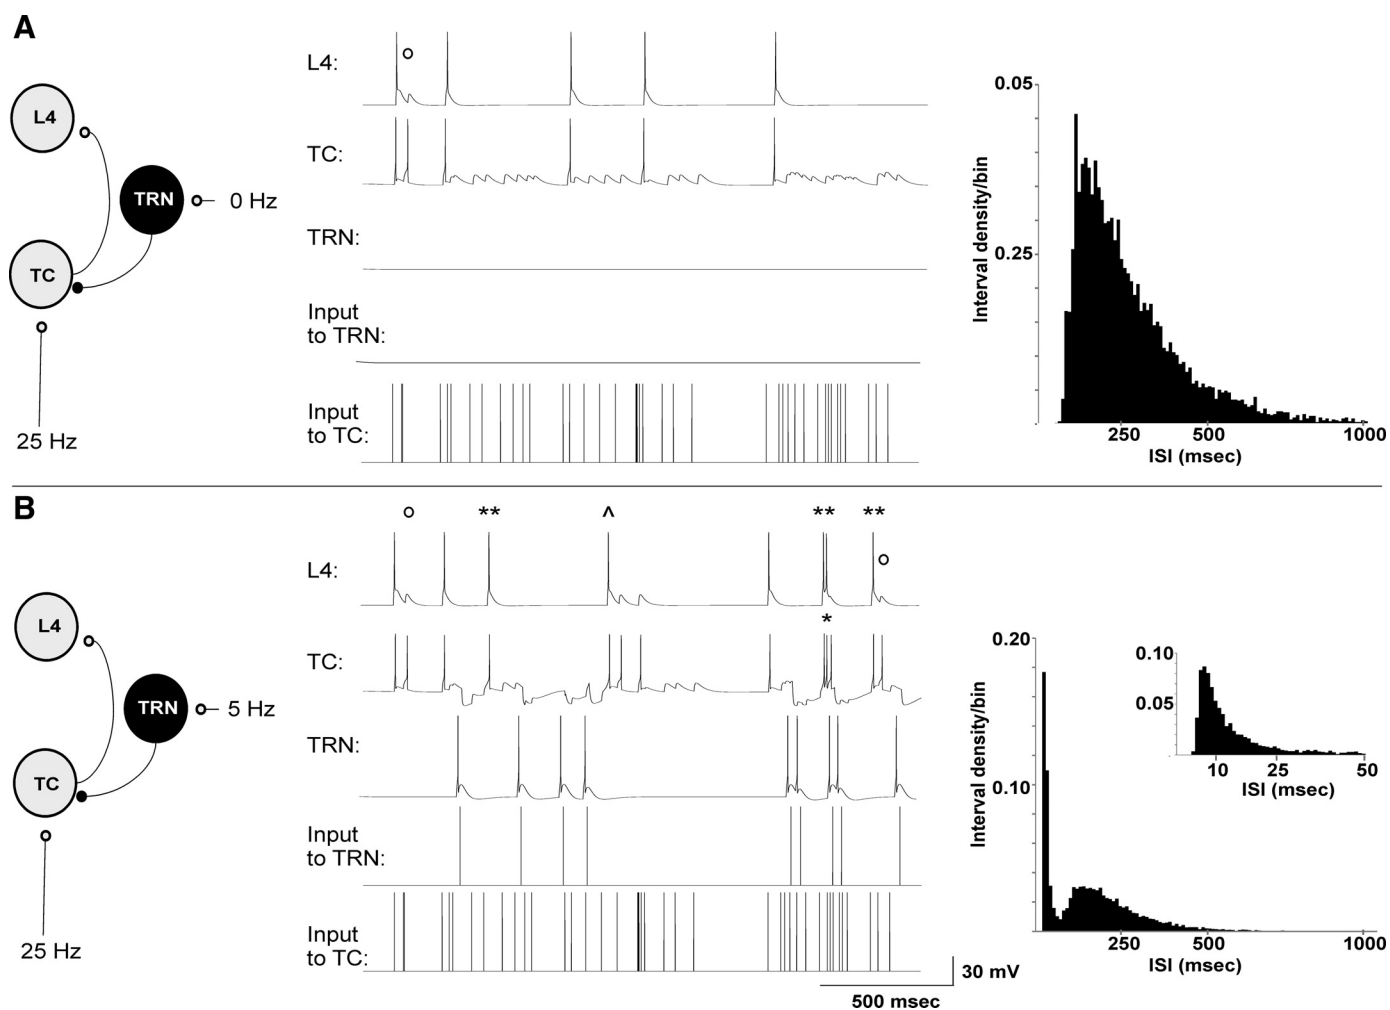 A
L4
TRN
0 Hz
TC
25 Hz
L4:
TC:
TRN:
Input
to TRN:
Input
to TC:
0.05
0.25
Interval density/bin
250 500 1000
ISI (msec)
B
L4
TRN
5 Hz
TC
25 Hz
** ^ ** **
L4:
*
TC:
TRN:
Input
to TRN:
Input
to TC:
30 mV
500 msec
0.20
0.10
Interval density/bin
250 500 1000
ISI (msec)
0.10
0.05
10 25 50
ISI (msec)